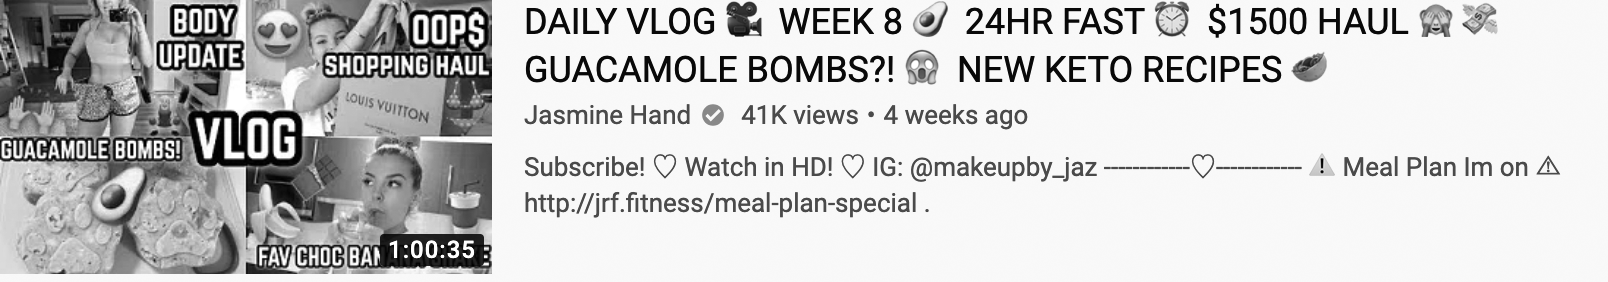 BODY
UPDATE
OOP$
SHOPPING HAUL
LOUIS VUITTON
VLOG
GUACAMOLE BOMBS!
FAV CHOC BAN
1:00:35
DAILY VLOG 🎥 WEEK 8 🥑 24HR FAST ⏰ $1500 HAUL 🙈 💸
GUACAMOLE BOMBS?! 😱 NEW KETO RECIPES 🥗
Jasmine Hand 41K views • 4 weeks ago
Subscribe! ♡ Watch in HD! ♡ IG: @makeupby_jaz ------------♡------------ ⚠ Meal Plan Im on ⚠
http://jrf.fitness/meal-plan-special .